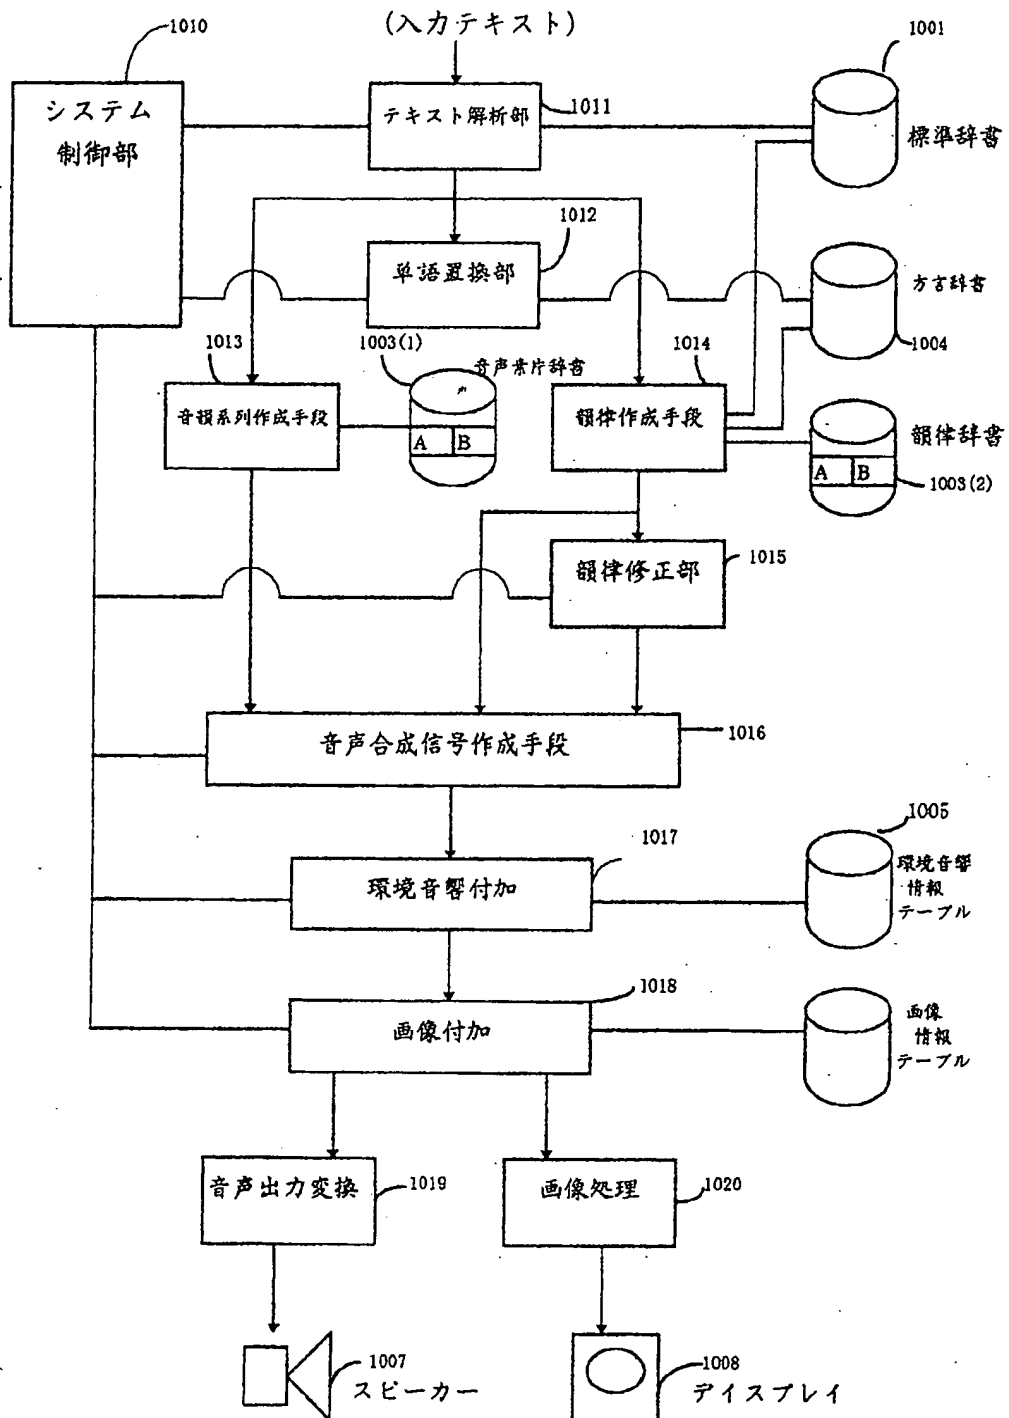 (入力テキスト)
1010
1001
システム
制御部
テキスト解析部
1011
標準辞書
1012
単語置換部
方言辞書
1004
1013
1003(1)
音声素片辞書
1014
音韻系列作成手段
A B
韻律作成手段
韻律辞書
A B
1003(2)
韻律修正部
1015
音声合成信号作成手段
1016
1017
1005
環境音響付加
環境音響
情報
テーブル
1018
画像付加
画像
情報
テーブル
音声出力変換
1019
画像処理
1020
1007
スピーカー
1008
デイスプレイ